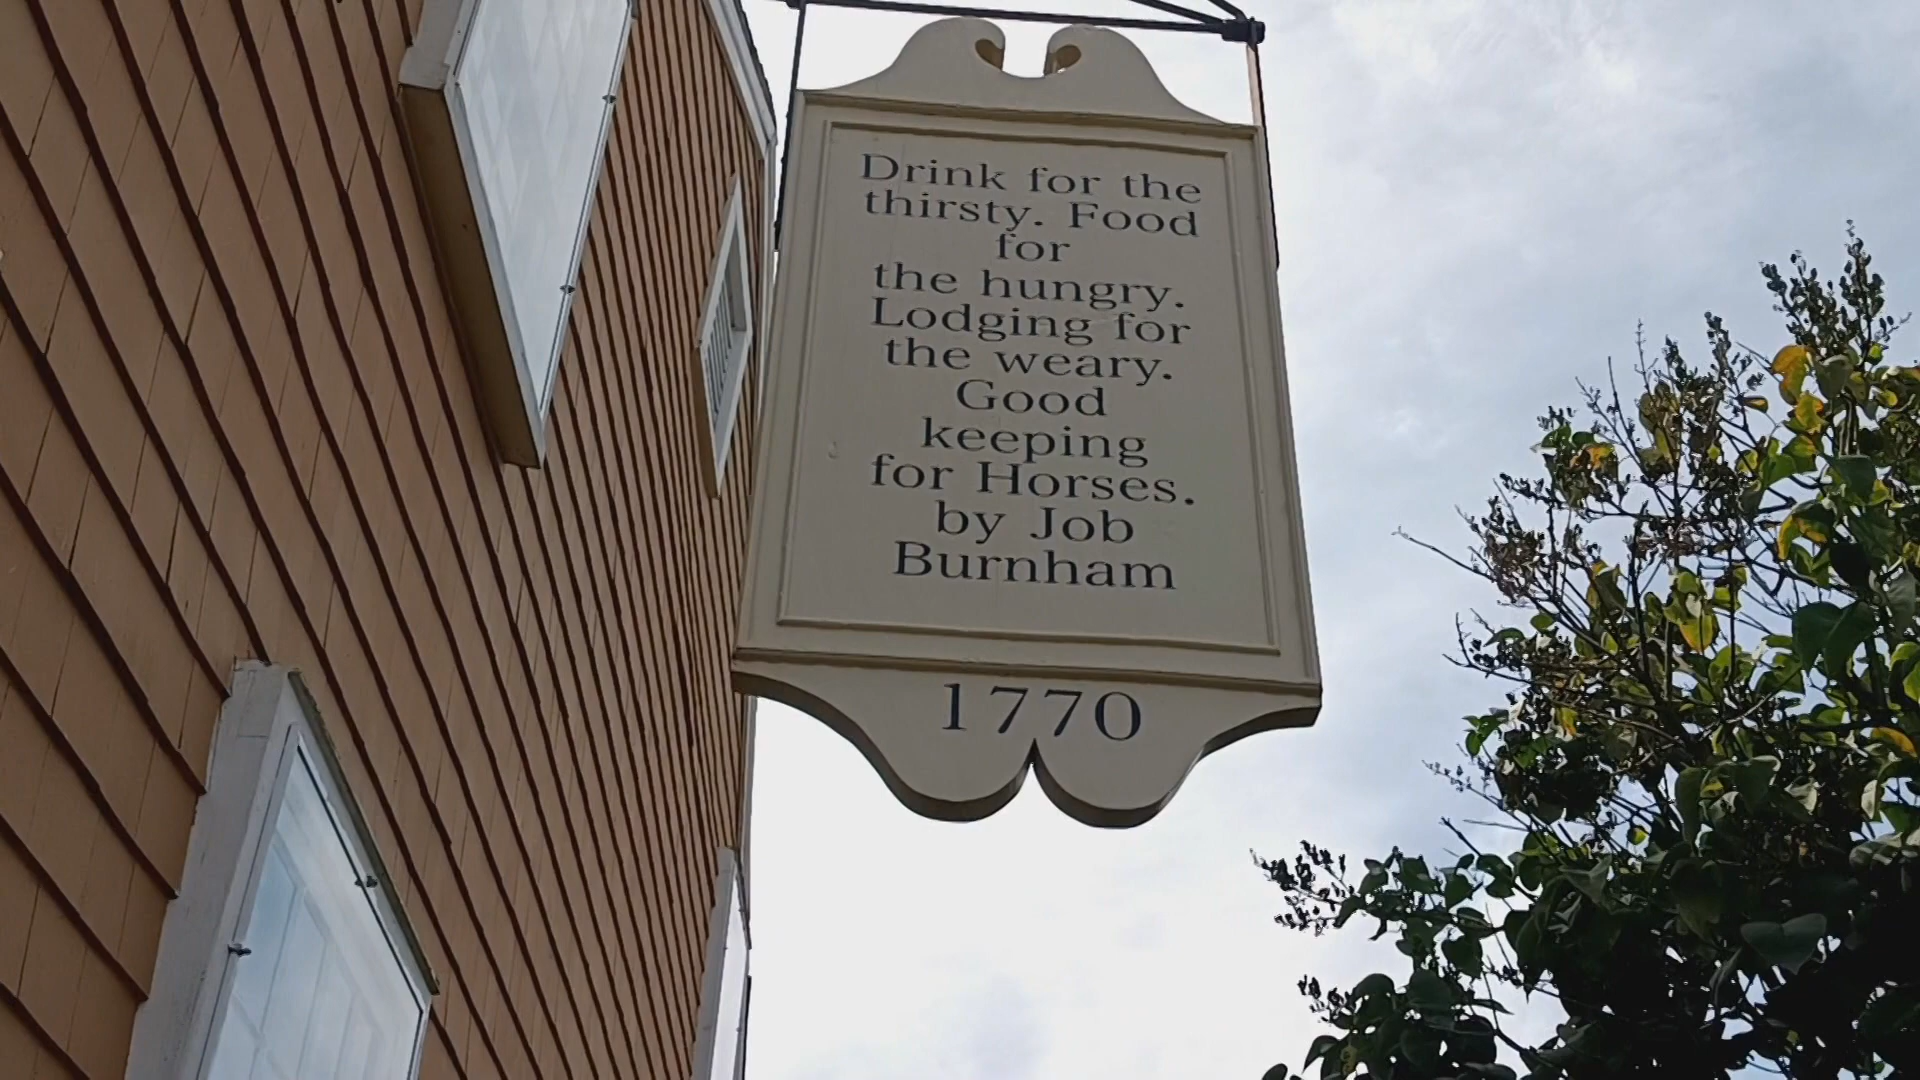 Drink for the
thirsty. Food
for
the hungry.
Lodging for
the weary.
Good
keeping
for Horses.
by Job
Burnham
1770